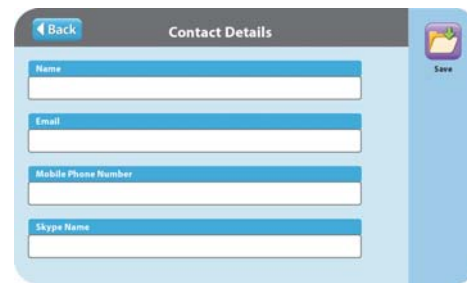 Back
Contact Details
Save
Name
Email
Mobile Phone Number
Skype Name